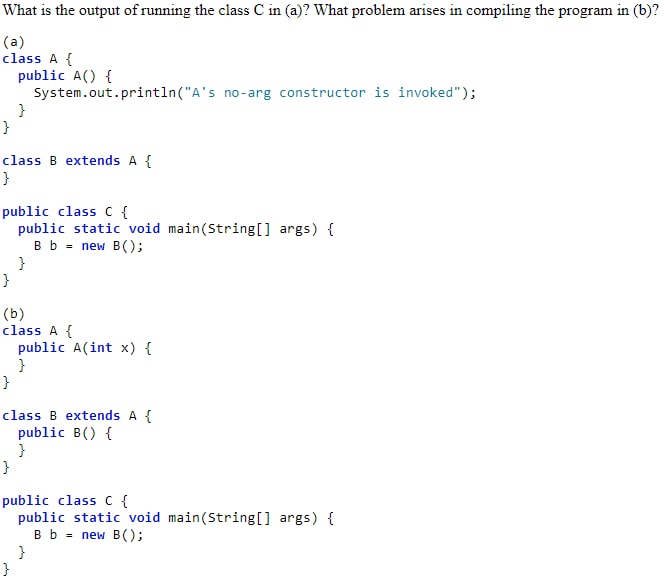 What is the output of running the class C in (a)? What problem arises in compiling the program in (b)?
(a)
class A {
  public A() {
    System.out.println("A's no-arg constructor is invoked");
  }
}
class B extends A {
}
public class C {
  public static void main(String[] args) {
    B b = new B();
  }
}
(b)
class A {
  public A(int x) {
  }
}
class B extends A {
  public B() {
  }
}
public class C {
  public static void main(String[] args) {
    B b = new B();
  }
}